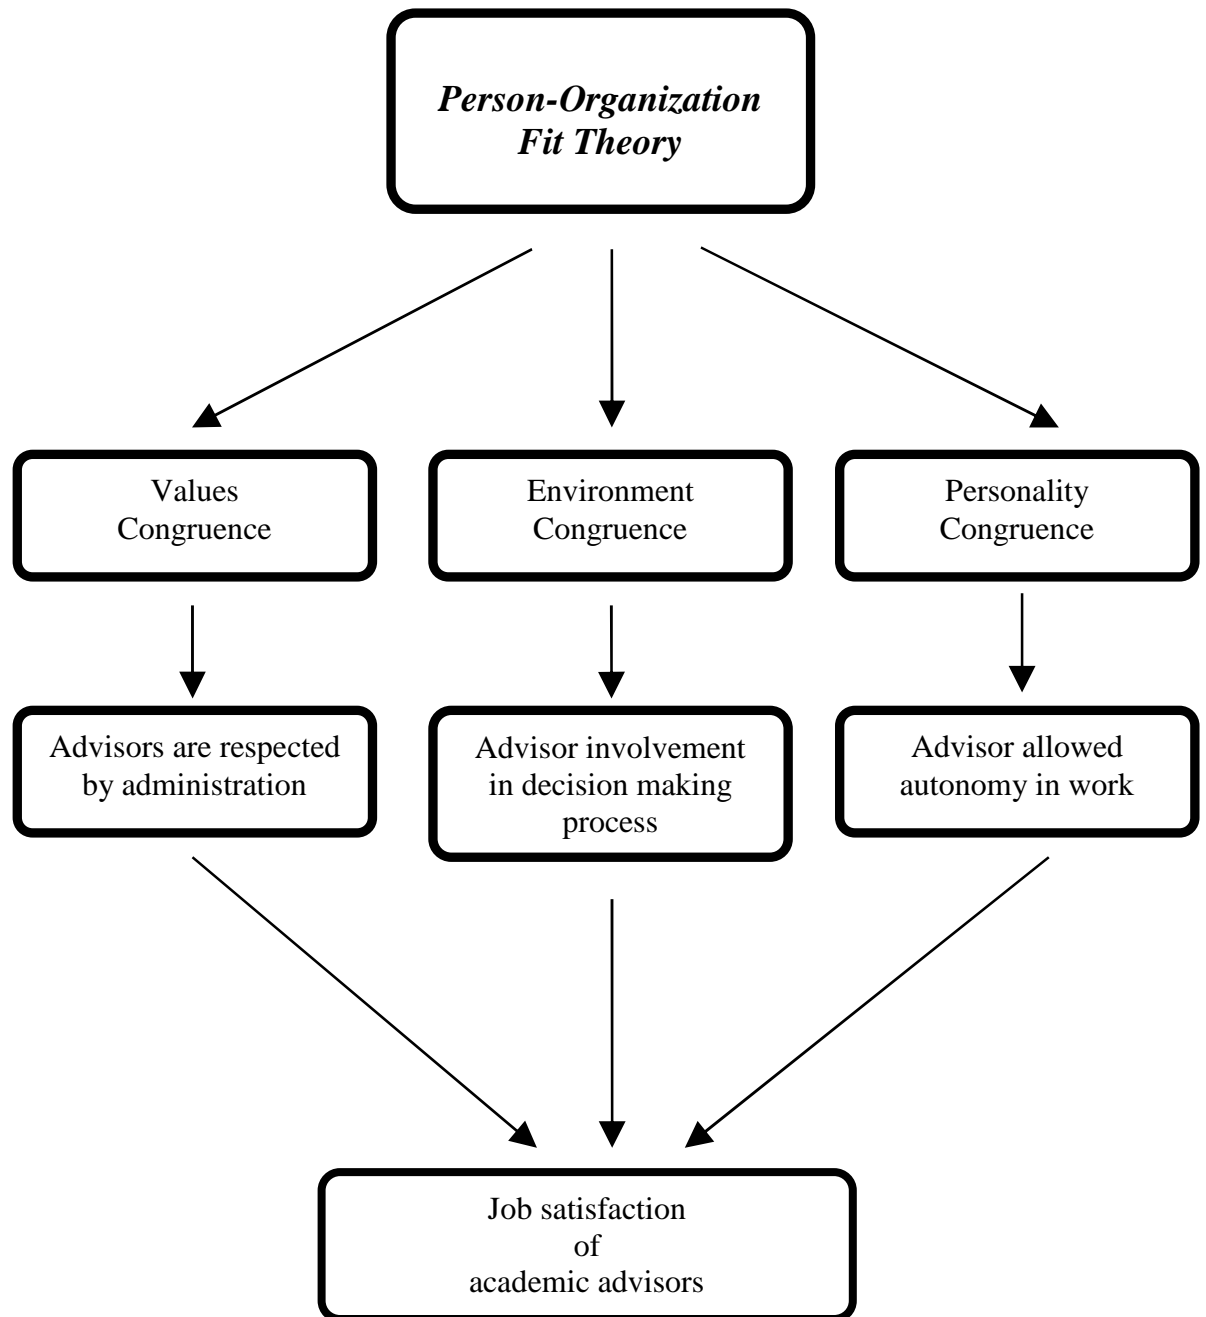 Person-Organization
Fit Theory
Values
Congruence
Environment
Congruence
Personality
Congruence
Advisors are respected
by administration
Advisor involvement
in decision making
process
Advisor allowed
autonomy in work
Job satisfaction
of
academic advisors